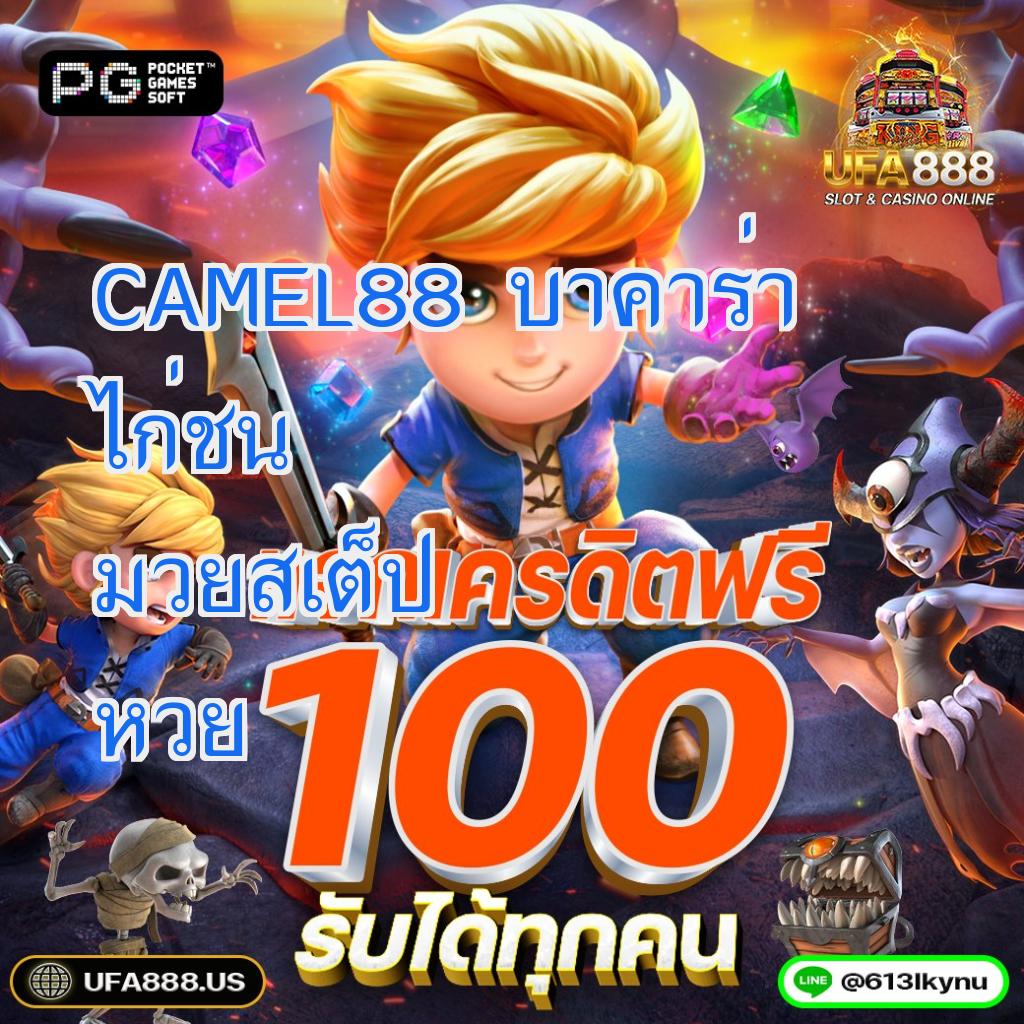 PG POCKET™
GAMES
SOFT
UFA888
SLOT & CASINO ONLINE
CAMEL88 บาคาร่า
ไก่ชน
มวยสเต็ป
เครดิตฟรี
หวย
100
รับได้ทุกคน
UFA888.US
LINE @613lkynu